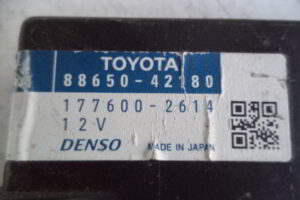 TOYOTA
88650-42180
177600-2614
12V
DENSO MADE IN JAPAN